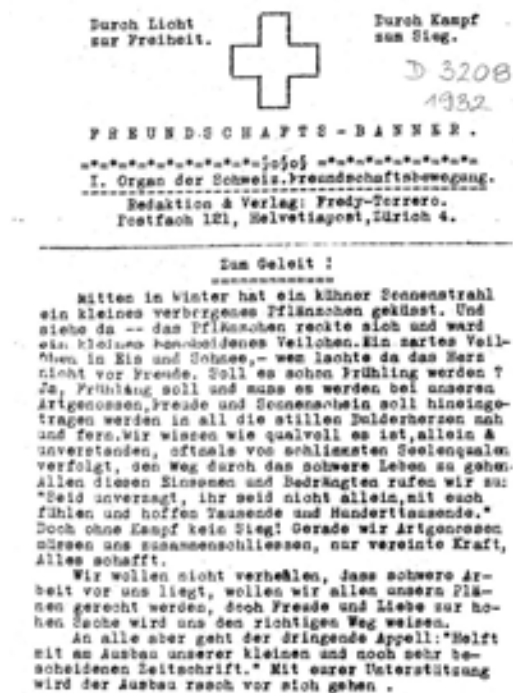 Durch Licht
zur Freiheit.
Durch Kampf
zum Sieg.
D 3208
1932
FREUNDSCHAFTS-BANNER.
I. Organ der Schweiz.Freundschaftsbewegung.
Redaktion & Verlag: Fredy-Torrero.
Postfach 121, Helvetiapost,Zürich 4.
Zum Geleit !
Mitten im Winter hat ein kühner Sonnenstrahl
ein kleines verborgenes Pflänzchen geküsst. Und
siehe da -- das Pflänzchen reckte sich und ward
ein kleines bescheidenes Veilchen.Ein zartes Veil-
chen in Eis und Schnee,- wem lachte da das Herz
nicht vor Freude. Soll es schon Frühling werden ?
Ja, Frühling soll und muss es werden bei unseren
Artgenossen,Freude und Sonnenschein soll hineinge-
tragen werden in all die stillen Dulderherzen nah
und fern.Wir wissen wie qualvoll es ist,allein &
unverstanden, oftmals von schlimmsten Seelenqualen
verfolgt, den Weg durch das schwere Leben zu gehen.
Allen diesen Einsamen und Bedrängten rufen wir zu:
"Seid unverzagt, ihr seid nicht allein,mit euch
fühlen und hoffen Tausende und Hunderttausende."
Doch ohne Kampf kein Sieg! Gerade wir Artgenossen
müssen uns zusammenschliessen, nur vereinte Kraft,
Alles schafft.
Wir wollen nicht verhehlen, dass schwere Ar-
beit vor uns liegt, wollen wir allen unsern Plä-
nen gerecht werden, doch Freude und Liebe zur ho-
hen Sache wird uns den richtigen Weg weisen.
An alle aber geht der dringende Appell:"Helft
mit am Ausbau unserer kleinen und noch sehr be-
scheidenen Zeitschrift." Mit eurer Unterstützung
wird der Ausbau rasch vor sich gehen .